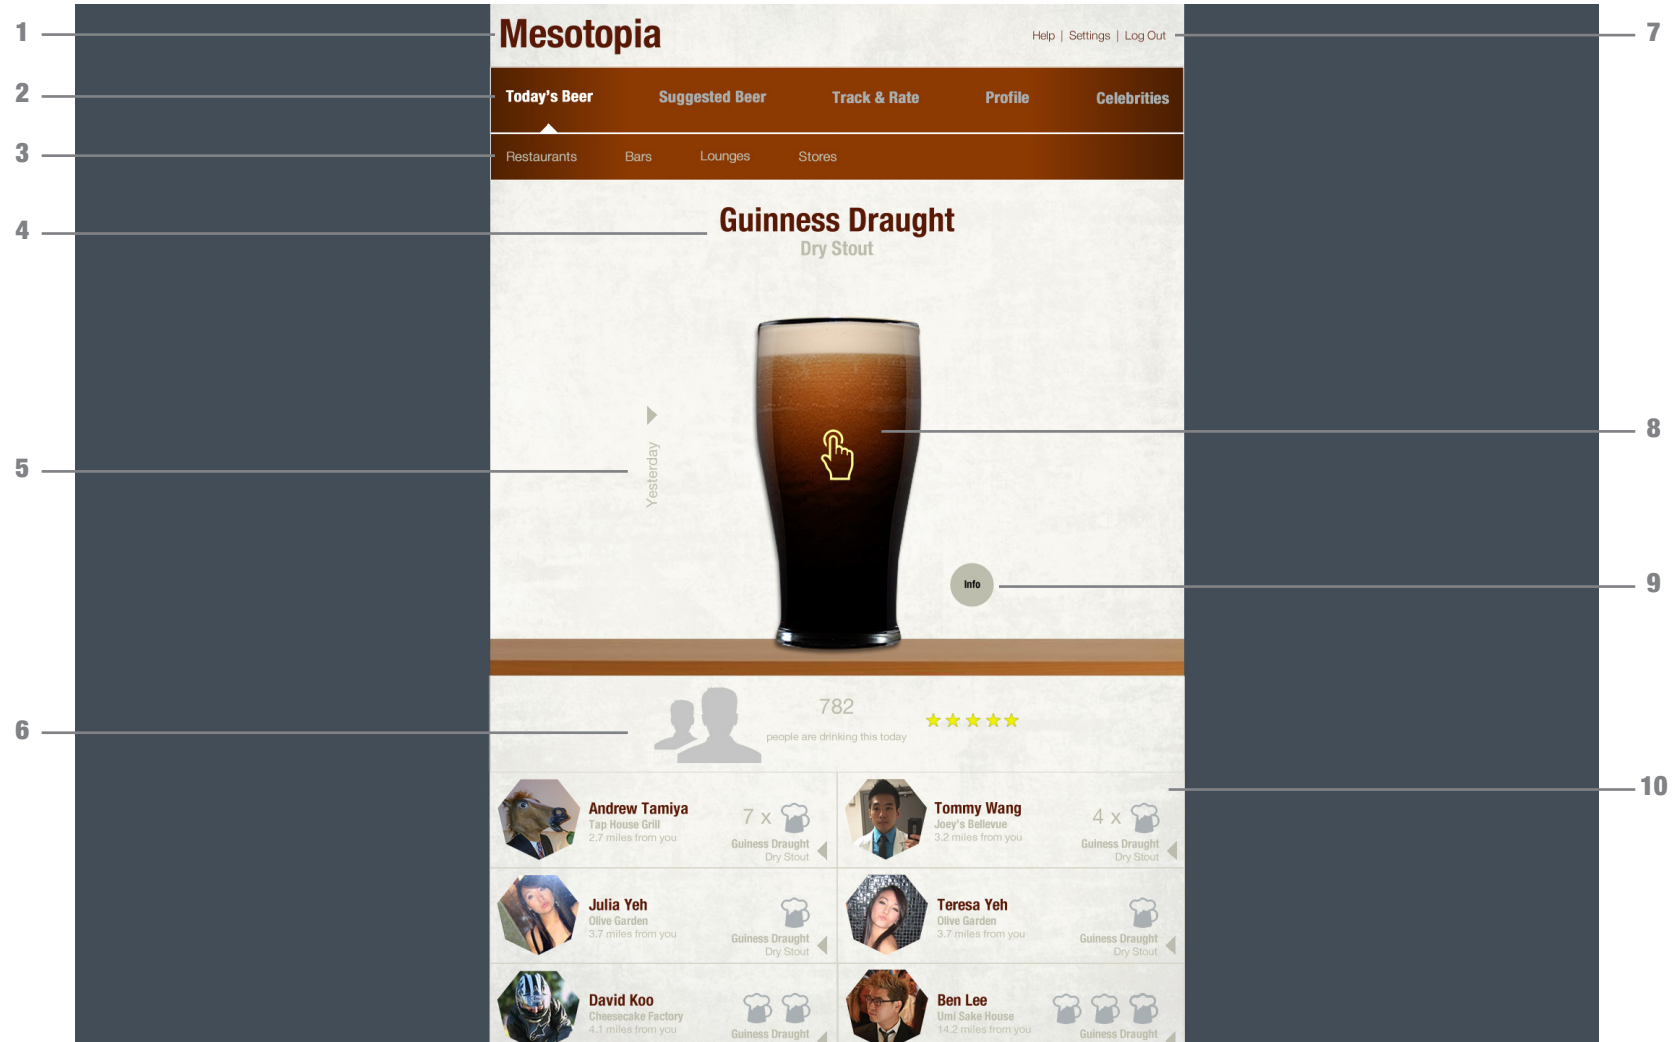 1
Mesotopia
Help | Settings | Log Out
7
2
Today's Beer
Suggested Beer
Track & Rate
Profile
Celebrities
3
Restaurants
Bars
Lounges
Stores
4
Guinness Draught
Dry Stout
5
Yesterday
8
Info
9
6
782
people are drinking this today
10
Andrew Tamiya
Tap House Grill
2.7 miles from you
7 x
Guiness Draught
Dry Stout
Tommy Wang
Joey's Bellevue
3.2 miles from you
4 x
Guiness Draught
Dry Stout
Julia Yeh
Olive Garden
3.7 miles from you
Guiness Draught
Dry Stout
Teresa Yeh
Olive Garden
3.7 miles from you
Guiness Draught
Dry Stout
David Koo
Cheesecake Factory
4.1 miles from you
Guiness Draught
Ben Lee
Umi Sake House
14.2 miles from you
Guiness Draught